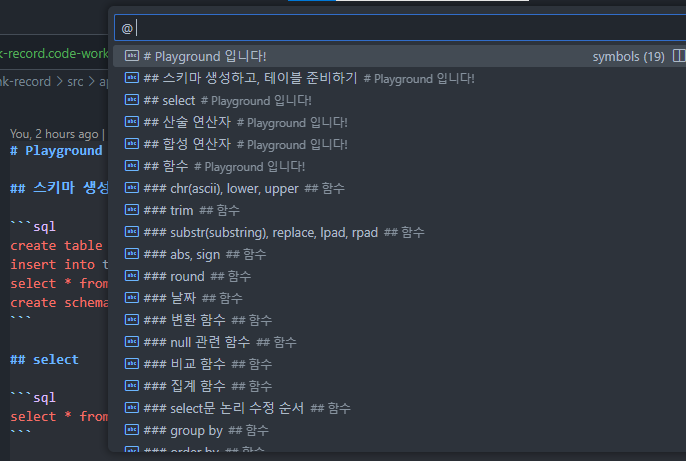 @
# Playground 입니다! symbols (19)
## 스키마 생성하고, 테이블 준비하기 # Playground 입니다!
## select # Playground 입니다!
## 산술 연산자 # Playground 입니다!
## 합성 연산자 # Playground 입니다!
## 함수 # Playground 입니다!
### chr(ascii), lower, upper ## 함수
### trim ## 함수
### substr(substring), replace, lpad, rpad ## 함수
### abs, sign ## 함수
### round ## 함수
### 날짜 ## 함수
### 변환 함수 ## 함수
### null 관련 함수 ## 함수
### 비교 함수 ## 함수
### 집계 함수 ## 함수
### select문 논리 수정 순서 ## 함수
### group by ## 함수
### order by ## 함수
k-record.code-work
nk-record > src > ap
You, 2 hours ago |
# Playground
## 스키마 생성
```sql
create table
insert into t
select * from
create schema
```
## select
```sql
select * from
```